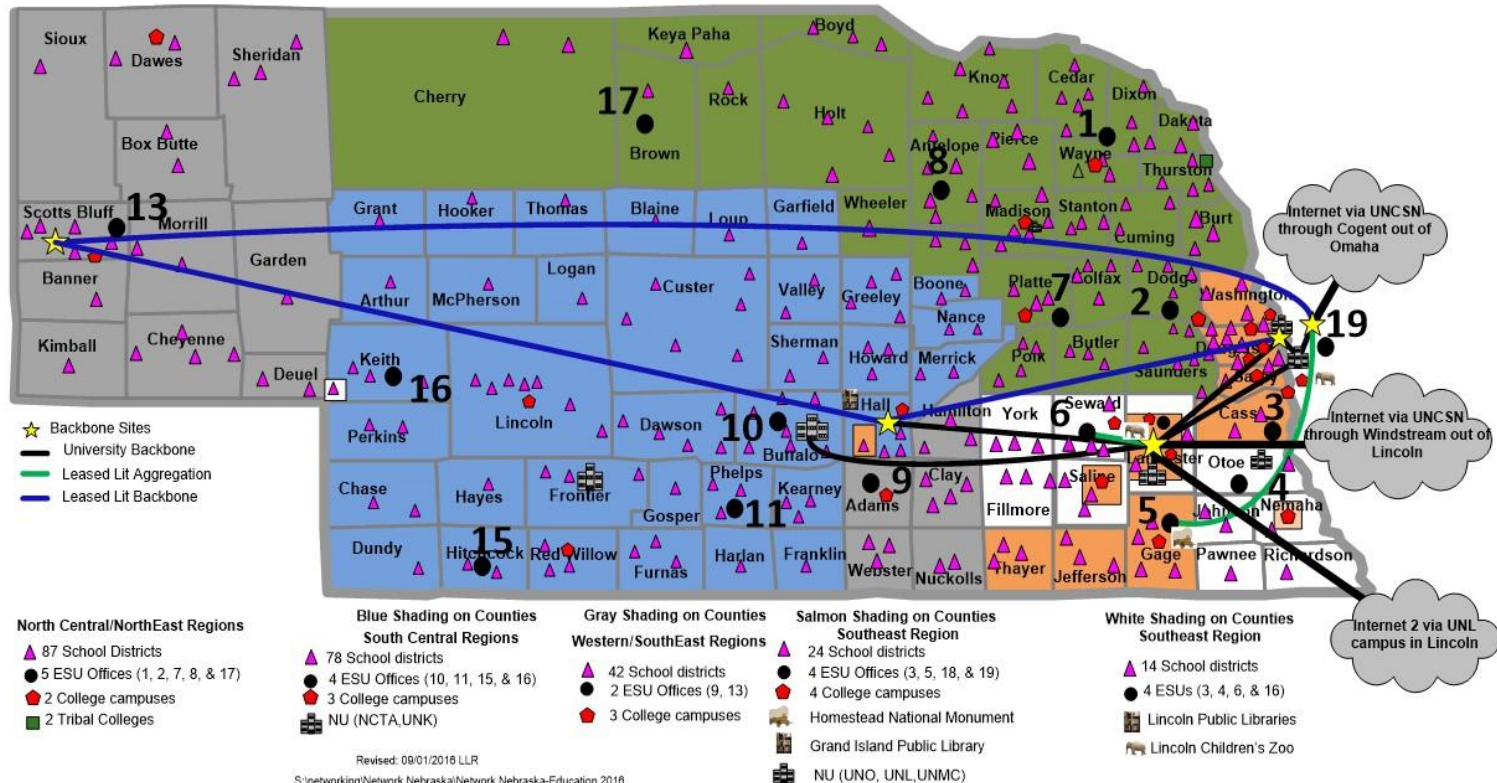 Sioux
Dawes
Sheridan
Box Butte
Scotts Bluff
13
Morrill
Banner
Garden
Kimball
Cheyenne
Deuel
Cherry
Keya Paha
Boyd
17
Brown
Rock
Holt
Knox
Cedar
Dixon
Dakota
1
Antelope
8
Pierce
Wayne
Thurston
Wheeler
Madison
Stanton
Cuming
Burt
Grant
Hooker
Thomas
Blaine
Loup
Garfield
Arthur
McPherson
Logan
Custer
Valley
Greeley
Boone
Nance
Platte
7
Colfax
2
Dodge
Washington
19
Keith
16
Lincoln
Sherman
Howard
Merrick
Polk
Butler
Saunders
Douglas
Sarpy
Perkins
Dawson
10
Buffalo
Hall
Hamilton
York
Seward
6
Cass
3
Lancaster
Otoe
Chase
Hayes
Frontier
Gosper
Phelps
11
Kearney
Adams
9
Clay
Fillmore
Saline
5
Gage
Johnson
4
Nemaha
Dundy
Hitchcock
15
Red Willow
Furnas
Harlan
Franklin
Webster
Nuckolls
Thayer
Jefferson
Pawnee
Richardson
Internet via UNCSN
through Cogent out of
Omaha
Internet via UNCSN
through Windstream out of
Lincoln
Internet 2 via UNL
campus in Lincoln
Backbone Sites
University Backbone
Leased Lit Aggregation
Leased Lit Backbone
North Central/NorthEast Regions
87 School Districts
5 ESU Offices (1, 2, 7, 8, & 17)
2 College campuses
2 Tribal Colleges
Blue Shading on Counties
South Central Regions
78 School districts
4 ESU Offices (10, 11, 15, & 16)
3 College campuses
NU (NCTA,UNK)
Gray Shading on Counties
Western/SouthEast Regions
42 School districts
2 ESU Offices (9, 13)
3 College campuses
Salmon Shading on Counties
Southeast Region
24 School districts
4 ESU Offices (3, 5, 18, & 19)
4 College campuses
Homestead National Monument
Grand Island Public Library
NU (UNO, UNL,UNMC)
White Shading on Counties
Southeast Region
14 School districts
4 ESUs (3, 4, 6, & 16)
Lincoln Public Libraries
Lincoln Children's Zoo
Revised: 09/01/2016 LLR
S:\networking\Network Nebraska\Network Nebraska-Education 2016